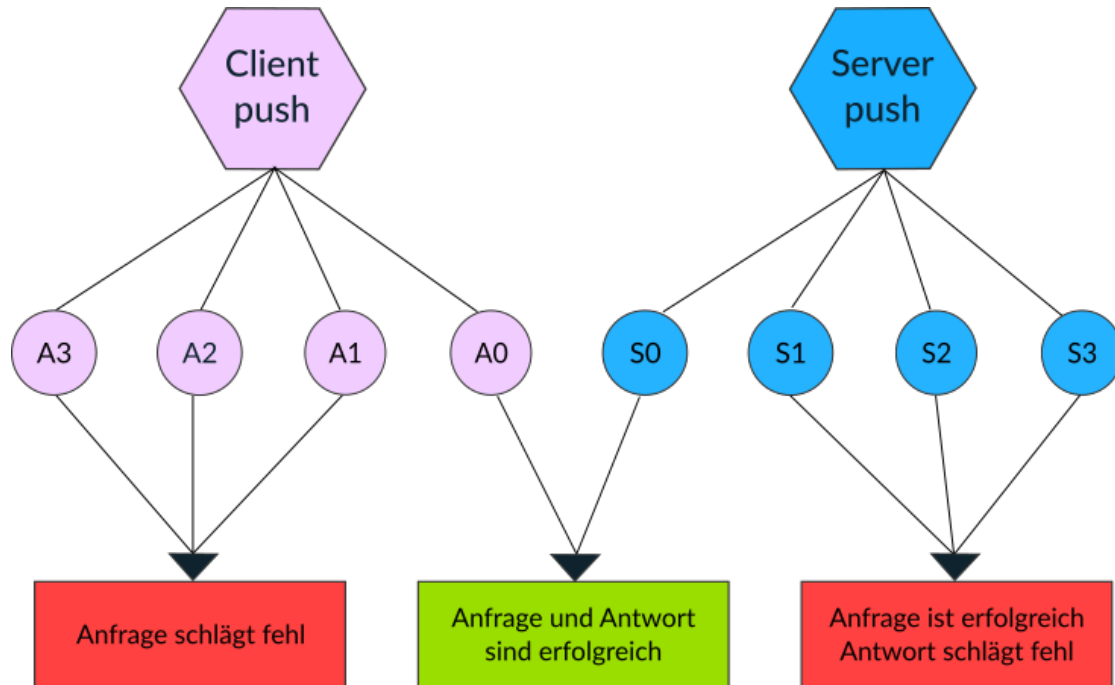 Client
push
Server
push
A3
A2
A1
A0
S0
S1
S2
S3
Anfrage schlägt fehl
Anfrage und Antwort
sind erfolgreich
Anfrage ist erfolgreich
Antwort schlägt fehl